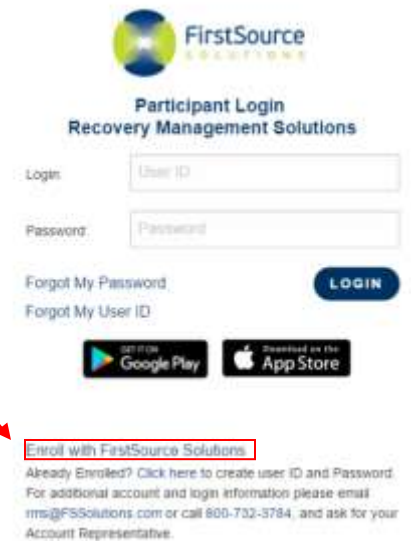 FirstSource
SOLUTIONS
Participant Login
Recovery Management Solutions
Login:
User ID
Password:
Password
Forgot My Password
LOGIN
Forgot My User ID
GET IT ON
Google Play
Download on the
App Store
Enroll with FirstSource Solutions
Already Enrolled? Click here to create user ID and Password.
For additional account and login information please email
rms@FSSolutions.com or call 800-732-3784, and ask for your
Account Representative.